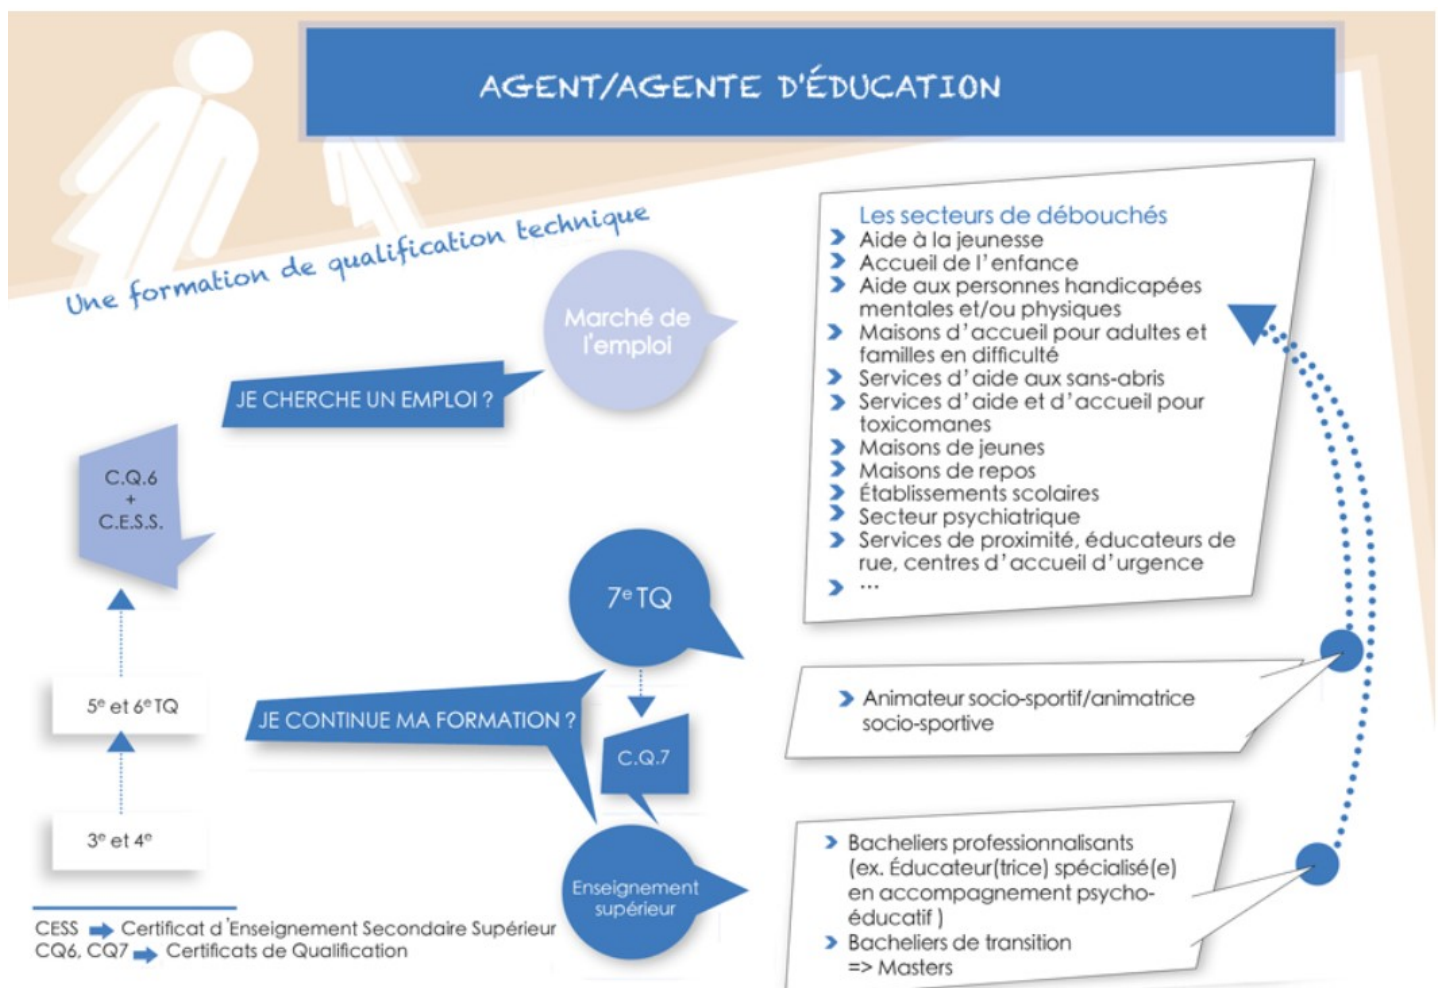 AGENT/AGENTE D'ÉDUCATION
Une formation de qualification technique
Marché de
l'emploi
JE CHERCHE UN EMPLOI ?
C.Q.6
+
C.E.S.S.
5e et 6e TQ
3e et 4e
JE CONTINUE MA FORMATION ?
7e TQ
C.Q.7
Enseignement
supérieur
Les secteurs de débouchés
Aide à la jeunesse
Accueil de l'enfance
Aide aux personnes handicapées
mentales et/ou physiques
Maisons d'accueil pour adultes et
familles en difficulté
Services d'aide aux sans-abris
Services d'aide et d'accueil pour
toxicomanes
Maisons de jeunes
Maisons de repos
Établissements scolaires
Secteur psychiatrique
Services de proximité, éducateurs de
rue, centres d'accueil d'urgence
...
Animateur socio-sportif/animatrice
socio-sportive
Bacheliers professionnalisants
(ex. Éducateur(trice) spécialisé(e)
en accompagnement psycho-
éducatif )
Bacheliers de transition
=> Masters
CESS ➡ Certificat d'Enseignement Secondaire Supérieur
CQ6, CQ7 ➡ Certificats de Qualification